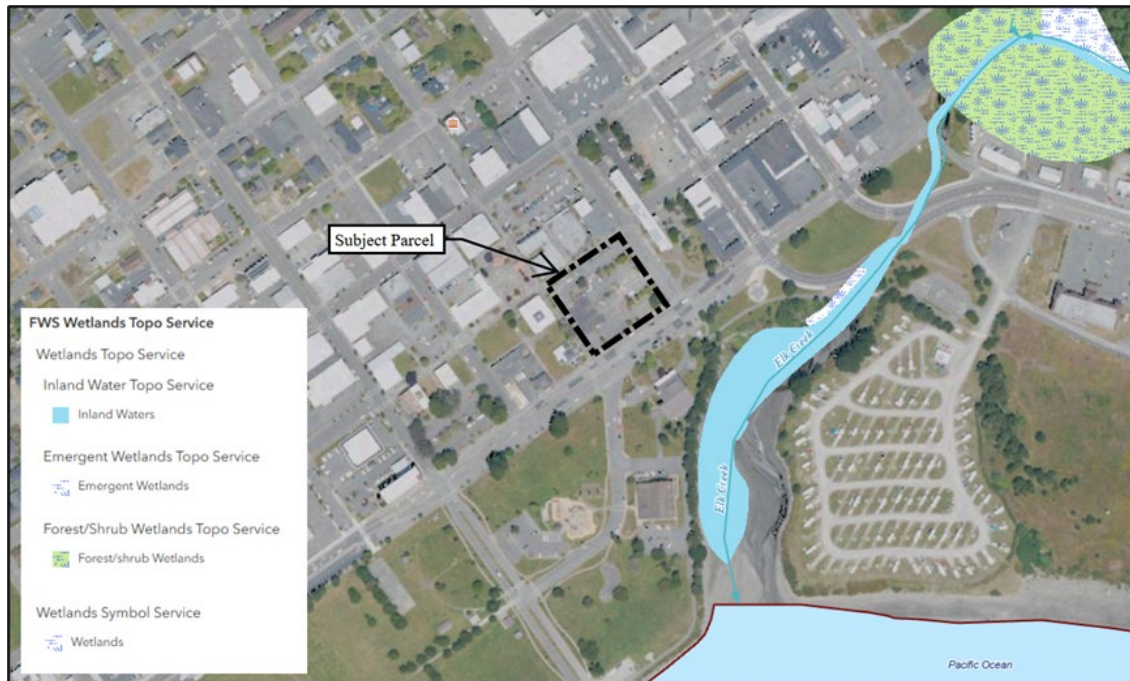 Subject Parcel
FWS Wetlands Topo Service
Wetlands Topo Service
Inland Water Topo Service
Inland Waters
Emergent Wetlands Topo Service
Emergent Wetlands
Forest/Shrub Wetlands Topo Service
Forest/shrub Wetlands
Wetlands Symbol Service
Wetlands
Elk Creek
Elk Creek
Pacific Ocean